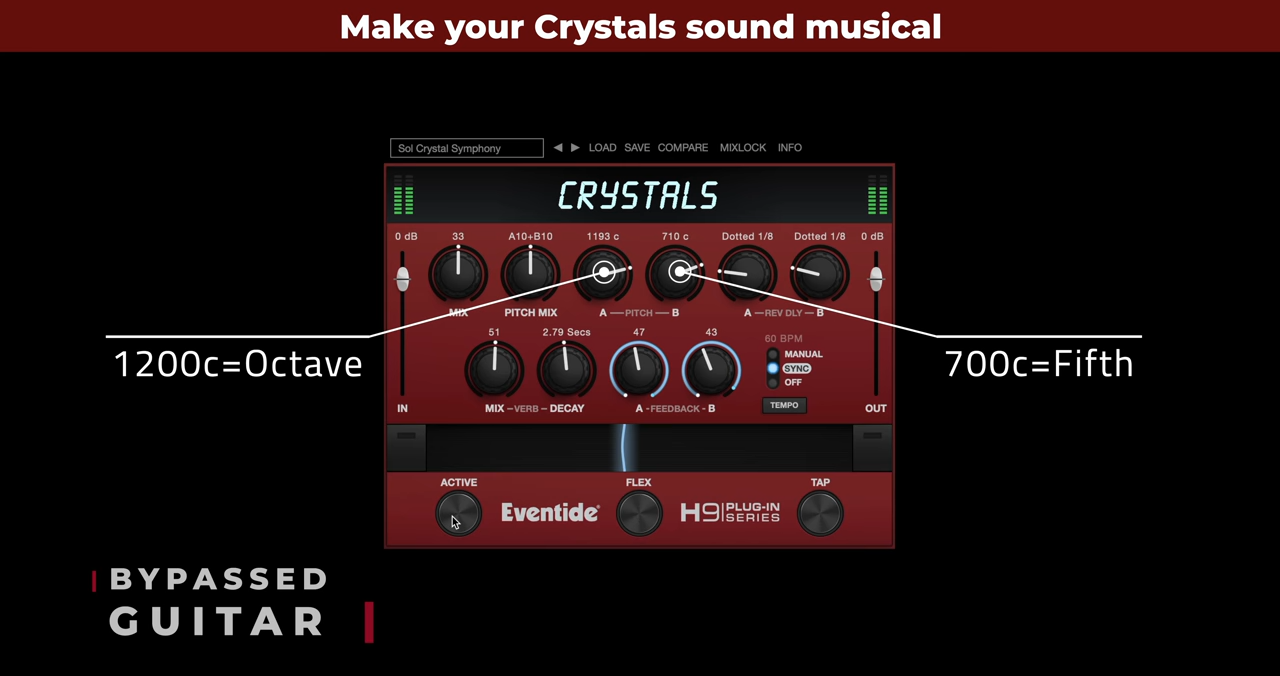 Make your Crystals sound musical
Sol Crystal Symphony ◀ ▶ LOAD SAVE COMPARE MIXLOCK INFO
CRYSTALS
0 dB 33 A10+B10 1193 c 710 c Dotted 1/8 Dotted 1/8 0 dB
MIX PITCH MIX A PITCH B A REV DLY B
1200c=Octave
700c=Fifth
51 2.79 Secs 47 43 60 BPM
MANUAL
SYNC
OFF
TEMPO
IN MIX – VERB – DECAY A - FEEDBACK - B OUT
ACTIVE FLEX TAP
Eventide® H9 PLUG-IN SERIES
BYPASSED
GUITAR